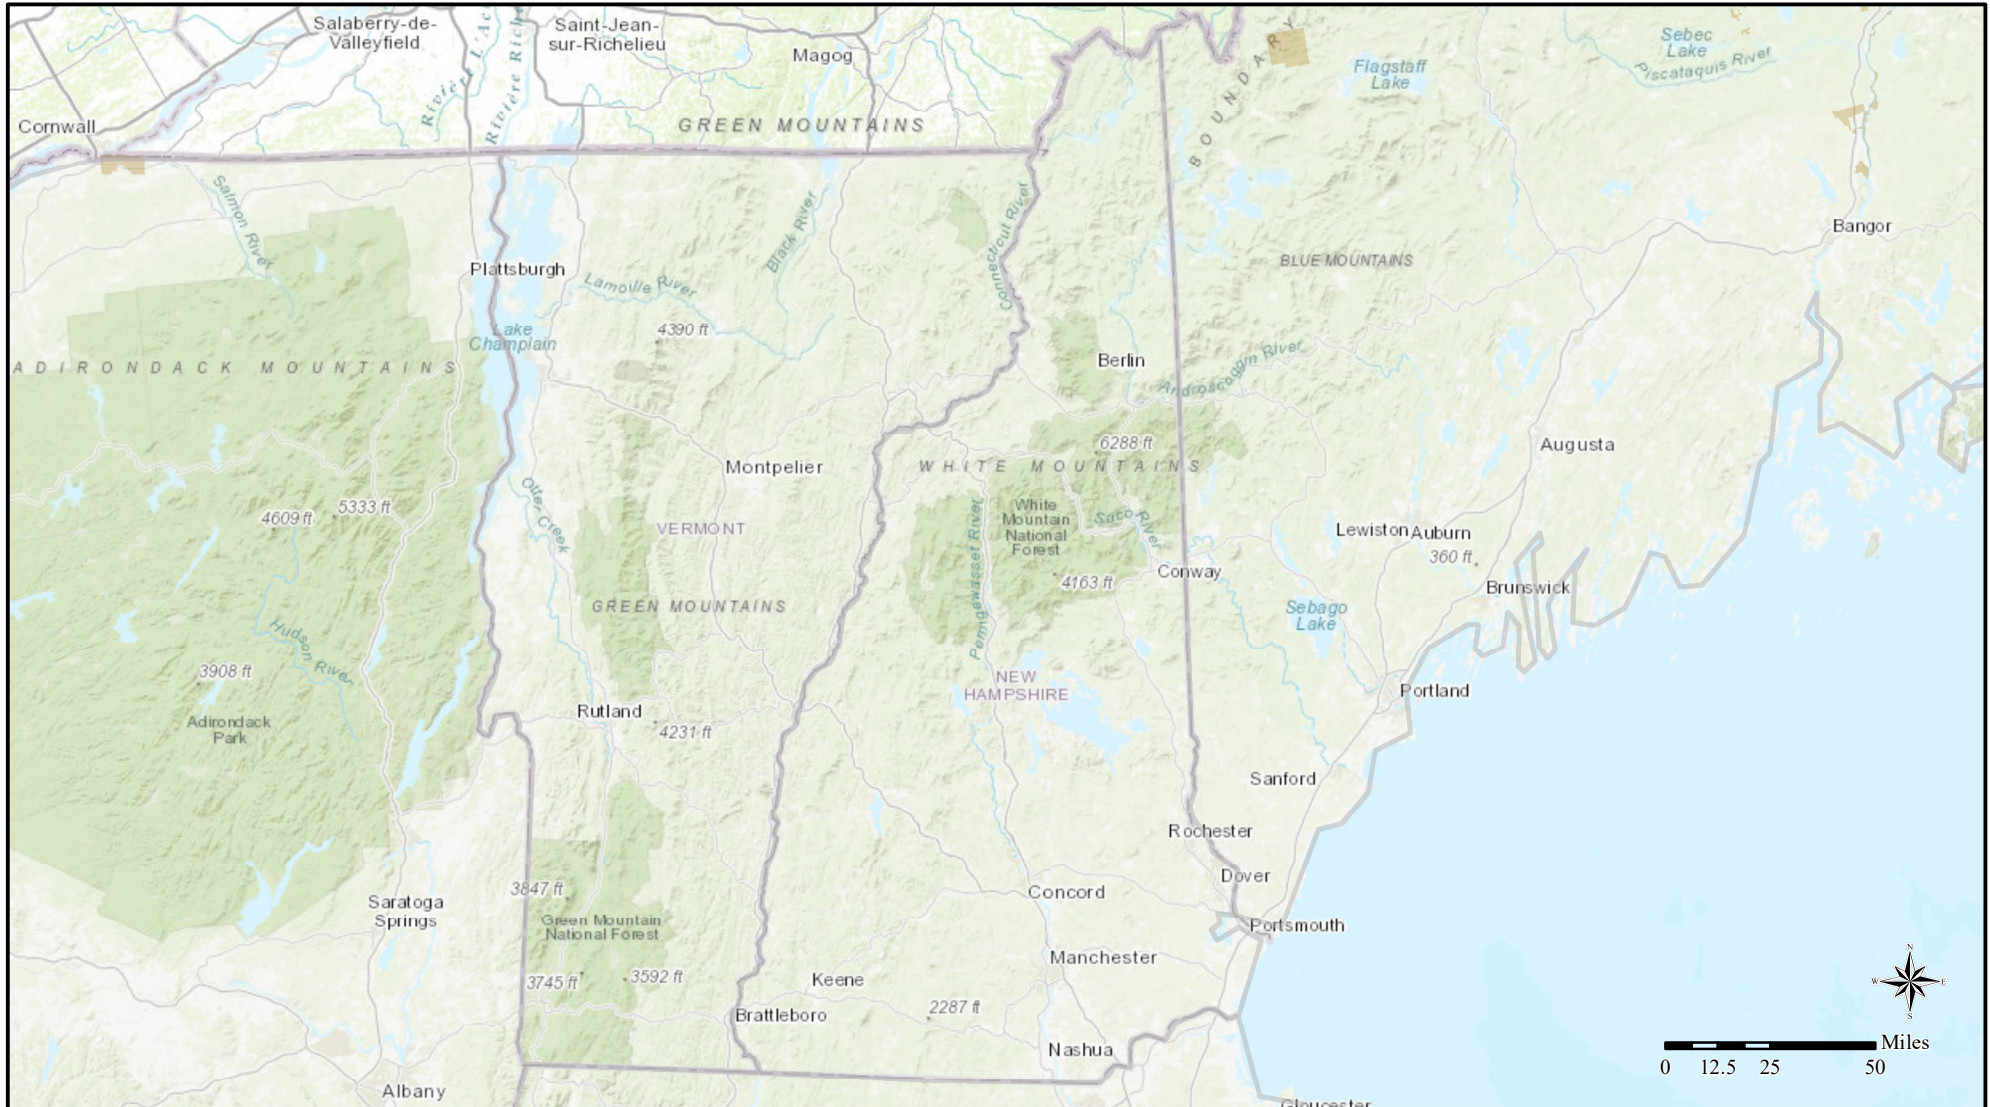 Salaberry-de-
Valleyfield
Rivière L'Ac
Rivière Rich
Saint-Jean-
sur-Richelieu
Magog
Sebec
Lake
Piscataquis River
Flagstaff
Lake
BOUNDARY
Cornwall
GREEN MOUNTAINS
Salmon River
Black River
Connecticut River
Bangor
BLUE MOUNTAINS
Plattsburgh
Lamoille River
4390 ft
Lake
Champlain
ADIRONDACK MOUNTAINS
Berlin
Androscoggin River
6288 ft
Augusta
Montpelier
WHITE MOUNTAINS
Otter Creek
5333 ft
4609 ft
VERMONT
Pemigewasset River
White
Mountain
National
Forest
Saco River
Lewiston
Auburn
360 ft
Conway
4163 ft
Brunswick
GREEN MOUNTAINS
Sebago
Lake
Hudson River
3908 ft
NEW
HAMPSHIRE
Portland
Adirondack
Park
Rutland
4231 ft
Sanford
Rochester
Dover
3847 ft
Concord
Saratoga
Springs
Green Mountain
National Forest
Portsmouth
Manchester
3745 ft
3592 ft
Keene
2287 ft
Brattleboro
Nashua
Albany
Gloucester
N
W
E
S
Miles
0 12.5 25 50